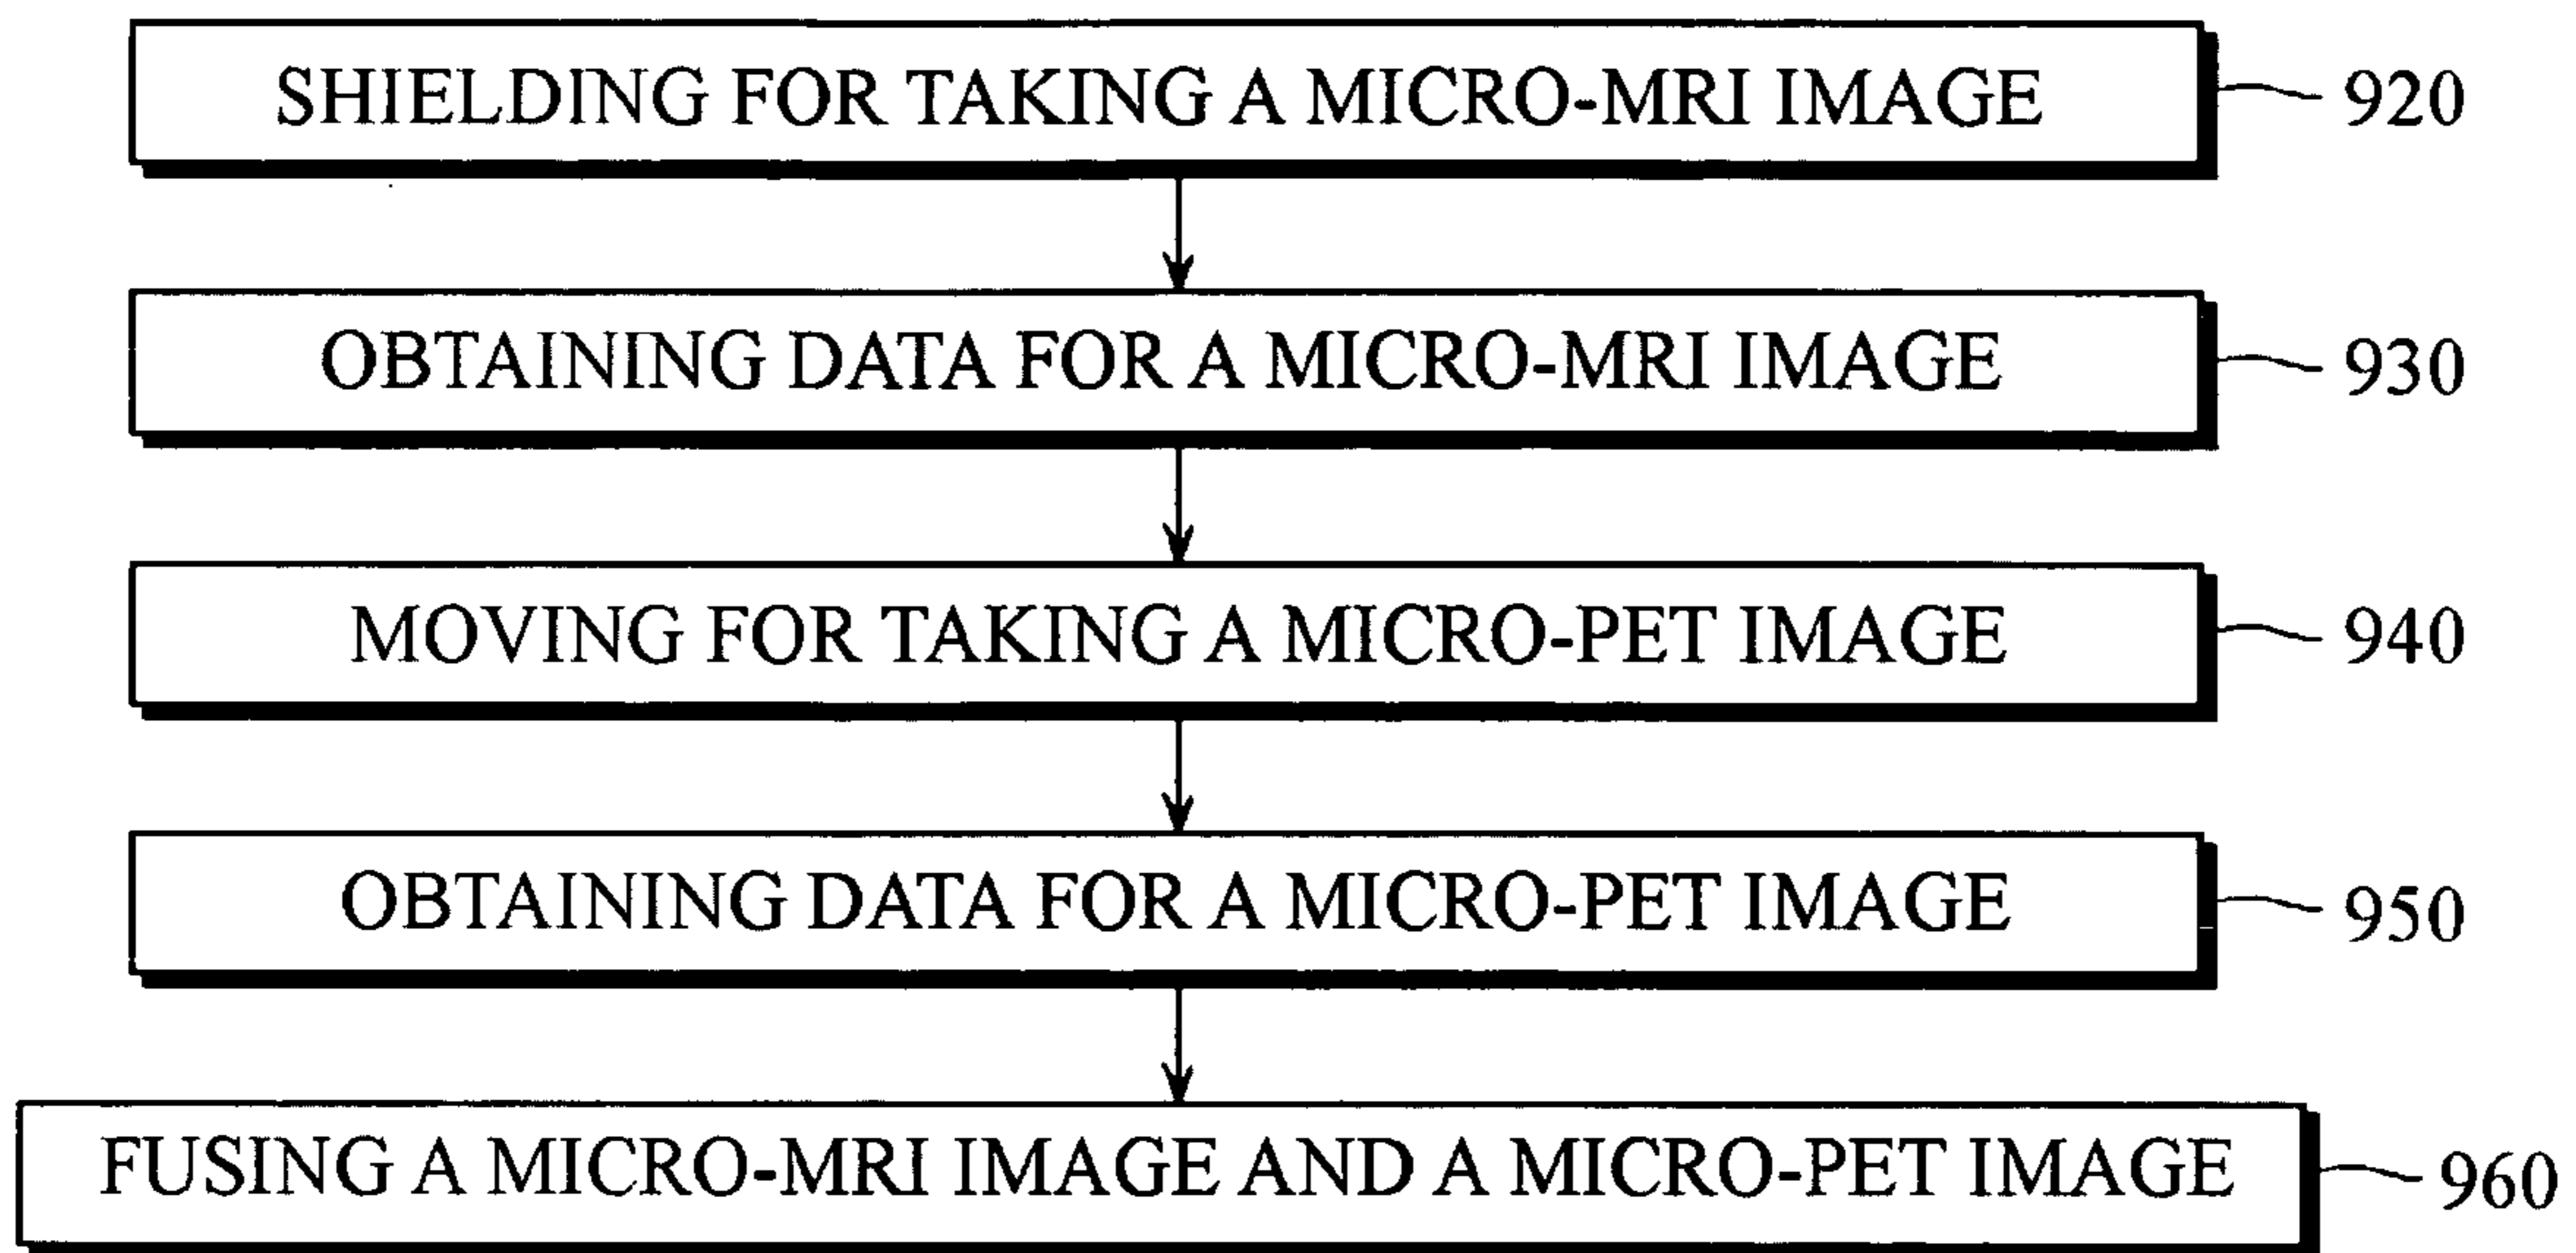 SHIELDING FOR TAKING A MICRO-MRI IMAGE 920
OBTAINING DATA FOR A MICRO-MRI IMAGE 930
MOVING FOR TAKING A MICRO-PET IMAGE 940
OBTAINING DATA FOR A MICRO-PET IMAGE 950
FUSING A MICRO-MRI IMAGE AND A MICRO-PET IMAGE 960